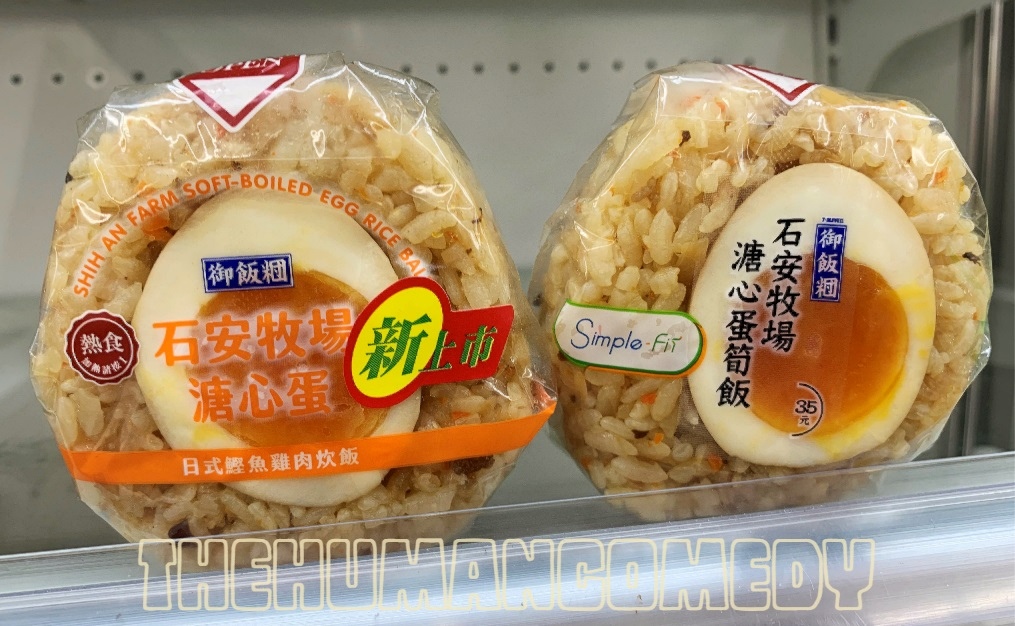 OPEN
SHIH AN FARM SOFT-BOILED EGG RICE BAL
御飯糰
石安牧場
溏心蛋
新上市
熱食
日式鰹魚雞肉炊飯
御飯糰
石安牧場
溏心蛋筍飯
Simple-Fit
35元
THEHUMANCOMEDY